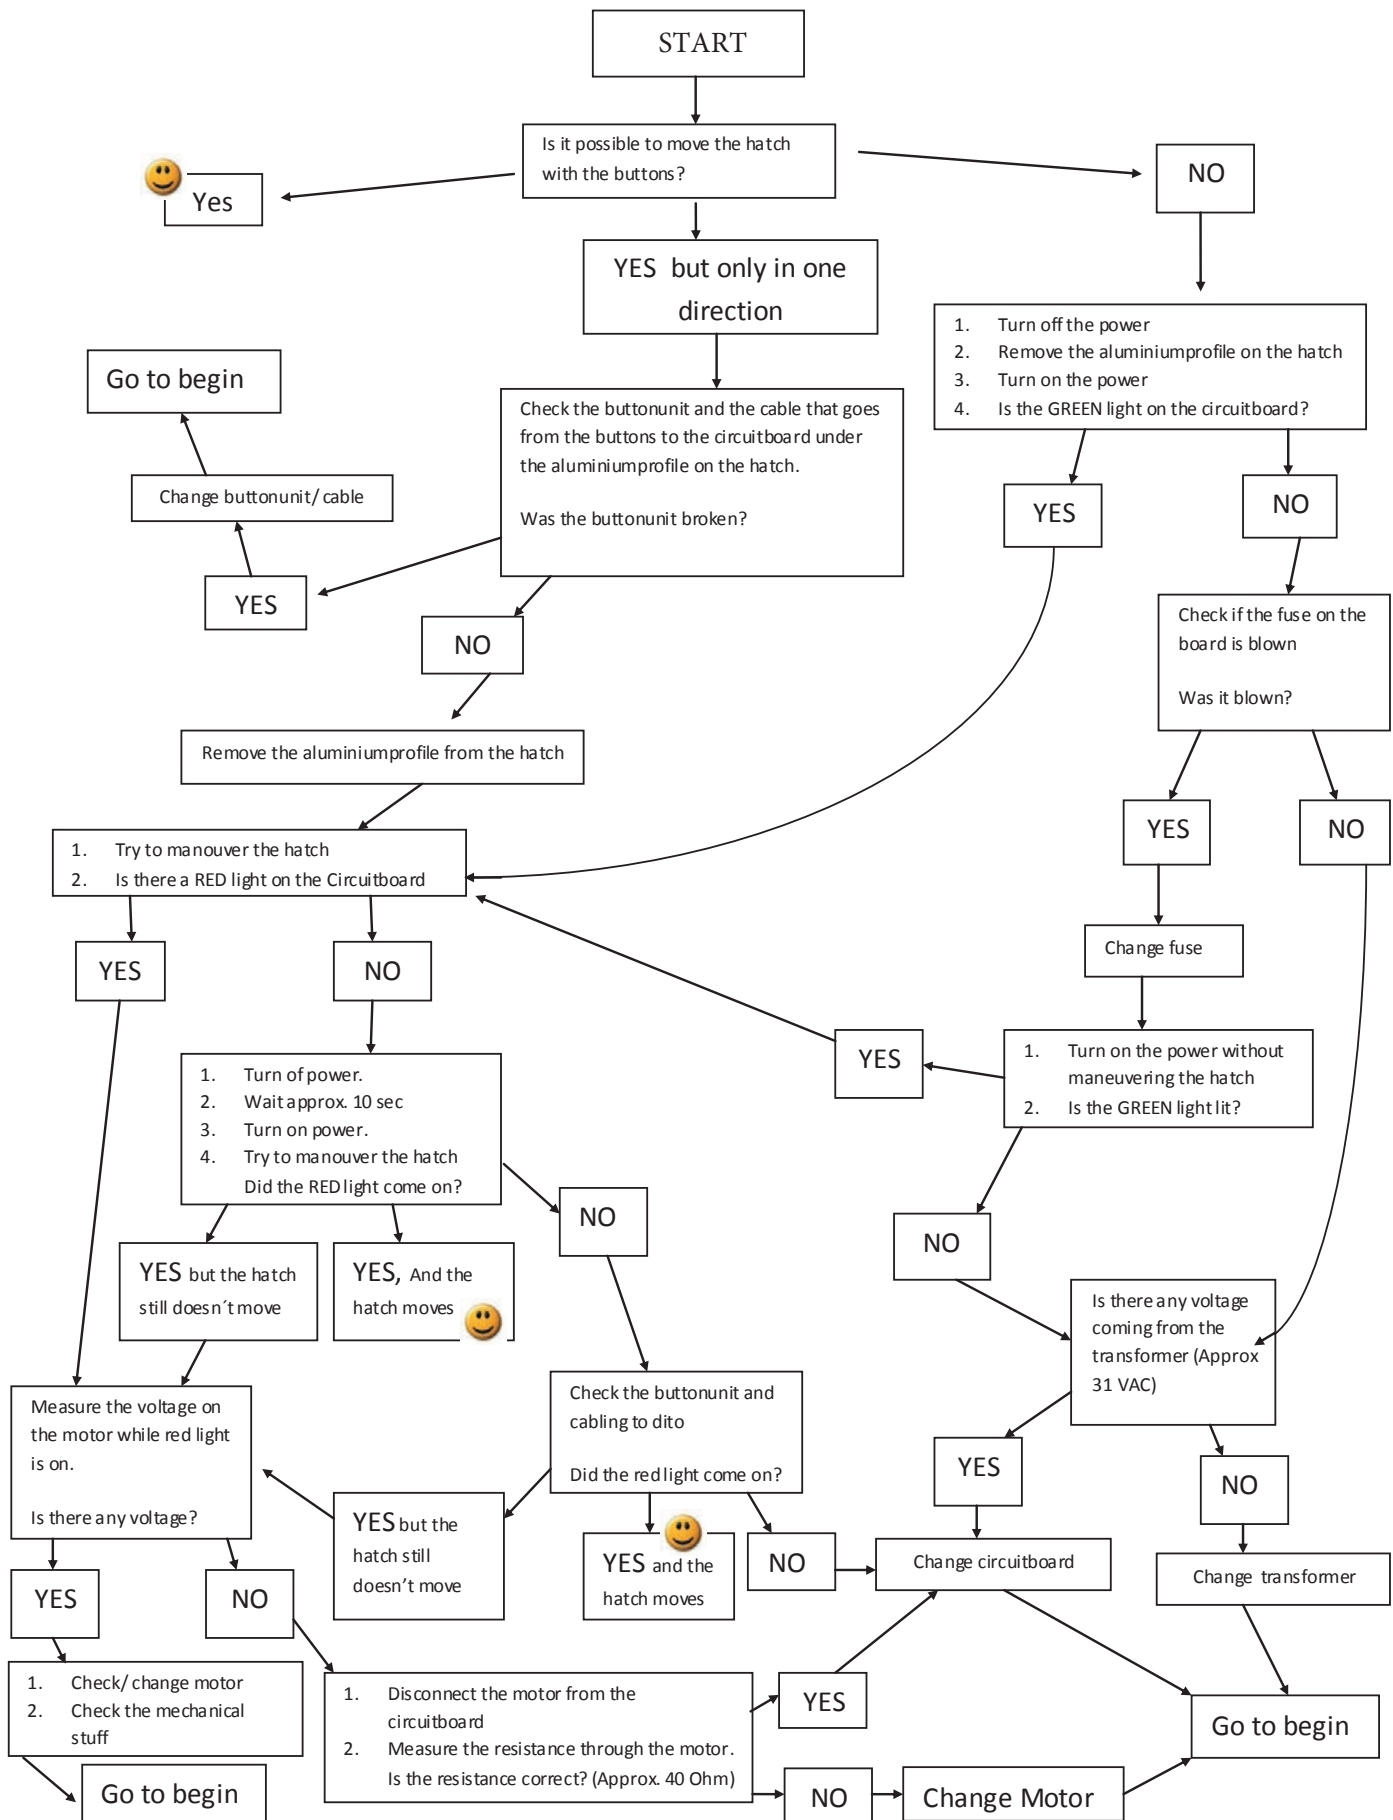 START
Is it possible to move the hatch
with the buttons?
Yes
NO
YES but only in one
direction
1. Turn off the power
2. Remove the aluminiumprofile on the hatch
3. Turn on the power
4. Is the GREEN light on the circuitboard?
Go to begin
Check the buttonunit and the cable that goes
from the buttons to the circuitboard under
the aluminiumprofile on the hatch.
Was the buttonunit broken?
Change buttonunit/ cable
YES
NO
YES
NO
Check if the fuse on the
board is blown
Was it blown?
Remove the aluminiumprofile from the hatch
YES
NO
1. Try to manouver the hatch
2. Is there a RED light on the Circuitboard
Change fuse
YES
NO
YES
1. Turn on the power without
maneuvering the hatch
2. Is the GREEN light lit?
1. Turn of power.
2. Wait approx. 10 sec
3. Turn on power.
4. Try to manouver the hatch
Did the RED light come on?
NO
NO
YES but the hatch
still doesn´t move
YES, And the
hatch moves
Is there any voltage
coming from the
transformer (Approx
31 VAC)
Measure the voltage on
the motor while red light
is on.
Is there any voltage?
Check the buttonunit and
cabling to dito
Did the red light come on?
YES
NO
YES but the
hatch still
doesn't move
YES and the
hatch moves
NO
Change circuitboard
Change transformer
YES
NO
1. Check/ change motor
2. Check the mechanical
stuff
1. Disconnect the motor from the
circuitboard
2. Measure the resistance through the motor.
Is the resistance correct? (Approx. 40 Ohm)
YES
Go to begin
Go to begin
NO
Change Motor